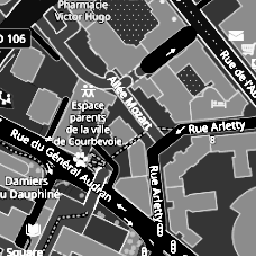 Pharmacie
Victor Hugo
D 106
Allée Mozart
Rue de l'A
Espace
parents
de la ville
de Courbevoie
Rue Arletty
8
Rue du Général Audran
Damiers
du Dauphiné
Rue Arletty
Square